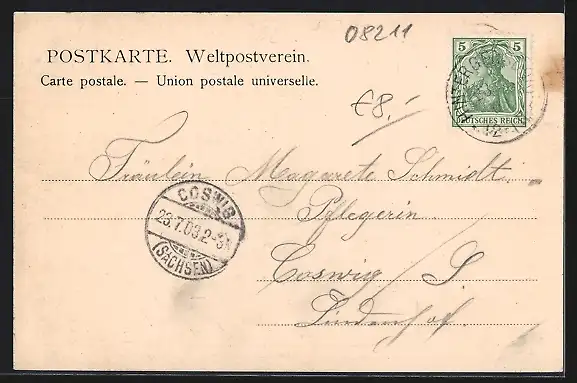 08211
POSTKARTE. Weltpostverein.
Carte postale. — Union postale universelle.
5 5
DEUTSCHES REICH
€8,-
Fräulein Margarete Schmidt.
Pflegerin
COSWIG
23.7.03.2-3N
(SACHSEN)
Coswig / S.
Lindenhof.